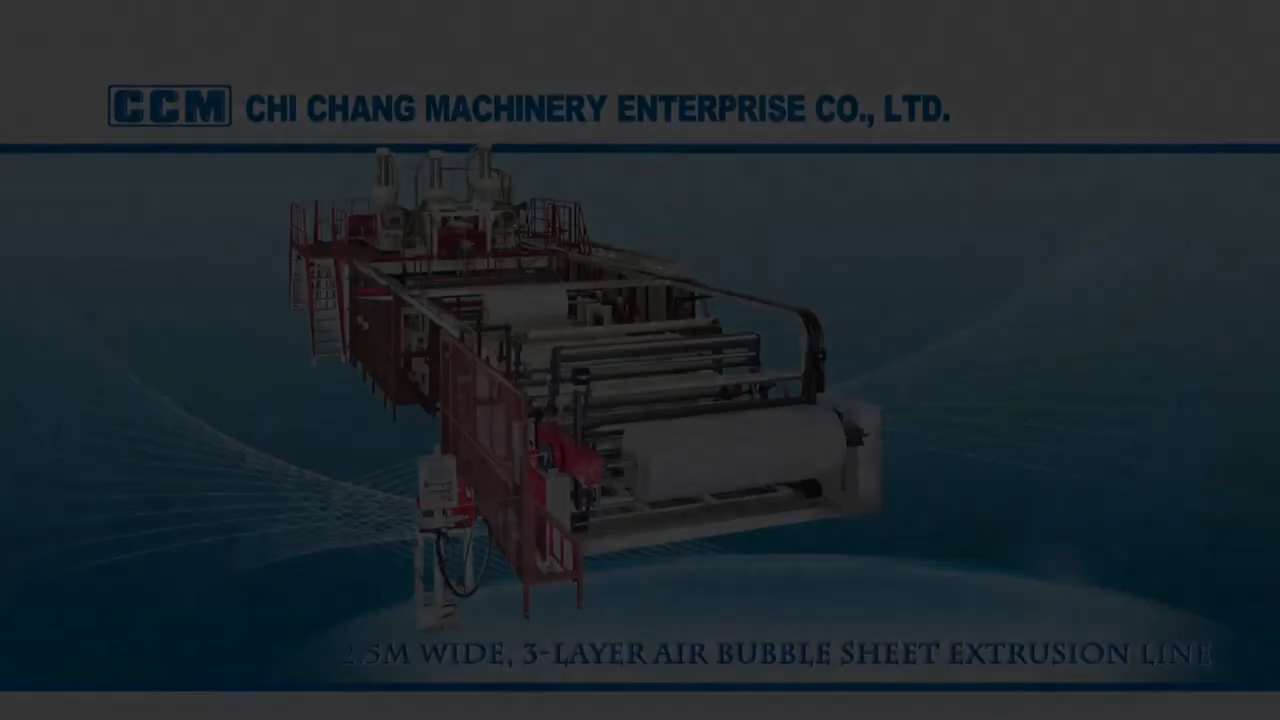 CCM CHI CHANG MACHINERY ENTERPRISE CO., LTD.
2.5M WIDE, 3-LAYER AIR BUBBLE SHEET EXTRUSION LINE